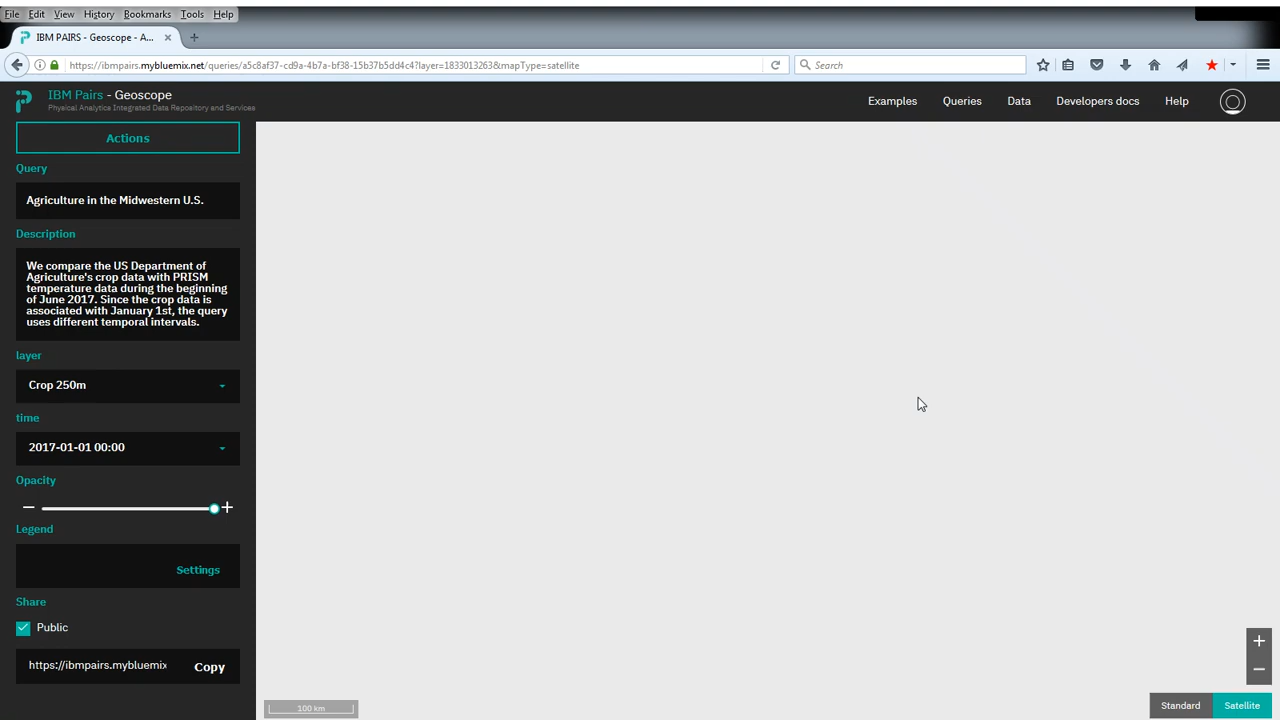 File Edit View History Bookmarks Tools Help
IBM PAIRS - Geoscope - A...
https://ibmpairs.mybluemix.net/queries/a5c8af37-cd9a-4b7a-bf38-15b37b5dd4c4?layer=1833013263&mapType=satellite
Search
IBM Pairs - Geoscope
Physical Analytics Integrated Data Repository and Services
Examples Queries Data Developers docs Help
Actions
Query
Agriculture in the Midwestern U.S.
Description
We compare the US Department of
Agriculture's crop data with PRISM
temperature data during the beginning
of June 2017. Since the crop data is
associated with January 1st, the query
uses different temporal intervals.
layer
Crop 250m
time
2017-01-01 00:00
Opacity
Legend
Settings
Share
Public
https://ibmpairs.mybluemix
Copy
100 km
Standard Satellite